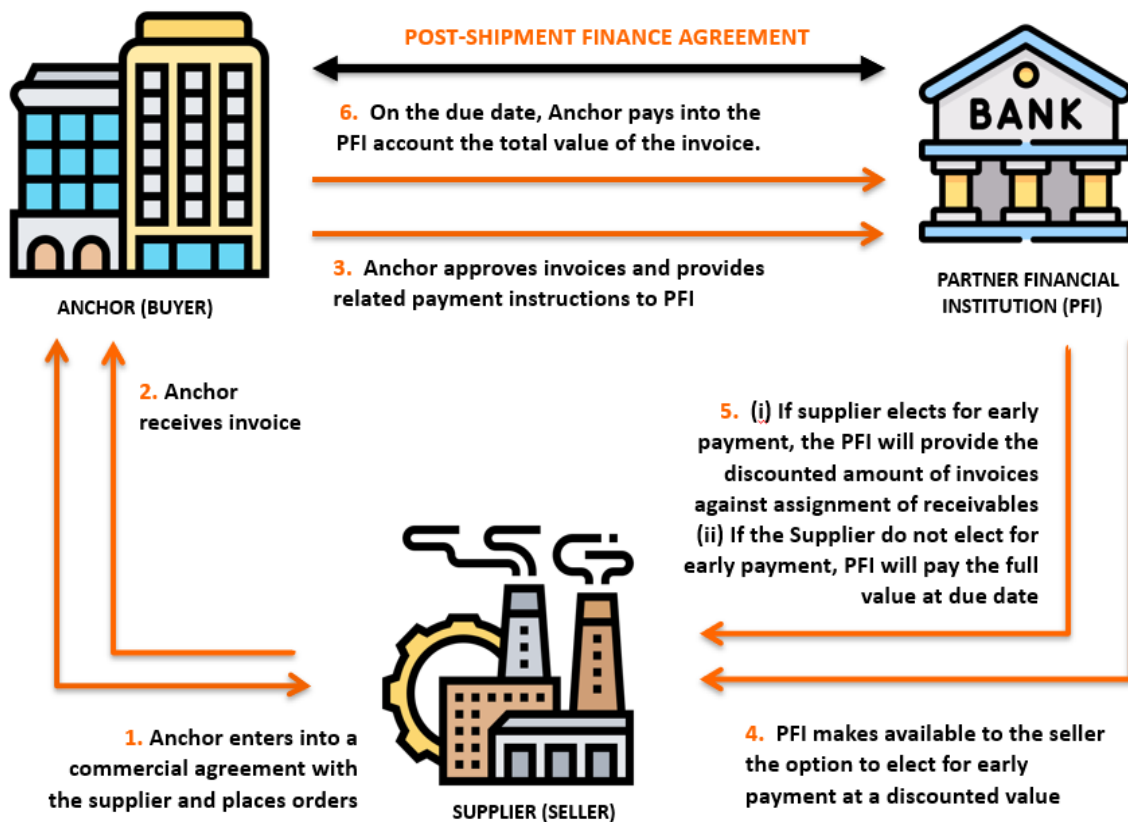 POST-SHIPMENT FINANCE AGREEMENT
6. On the due date, Anchor pays into the
PFI account the total value of the invoice.
BANK
3. Anchor approves invoices and provides
related payment instructions to PFI
ANCHOR (BUYER)
PARTNER FINANCIAL
INSTITUTION (PFI)
2. Anchor
receives invoice
5. (i) If supplier elects for early
payment, the PFI will provide the
discounted amount of invoices
against assignment of receivables
(ii) If the Supplier do not elect for
early payment, PFI will pay the full
value at due date
1. Anchor enters into a
commercial agreement with
the supplier and places orders
SUPPLIER (SELLER)
4. PFI makes available to the seller
the option to elect for early
payment at a discounted value